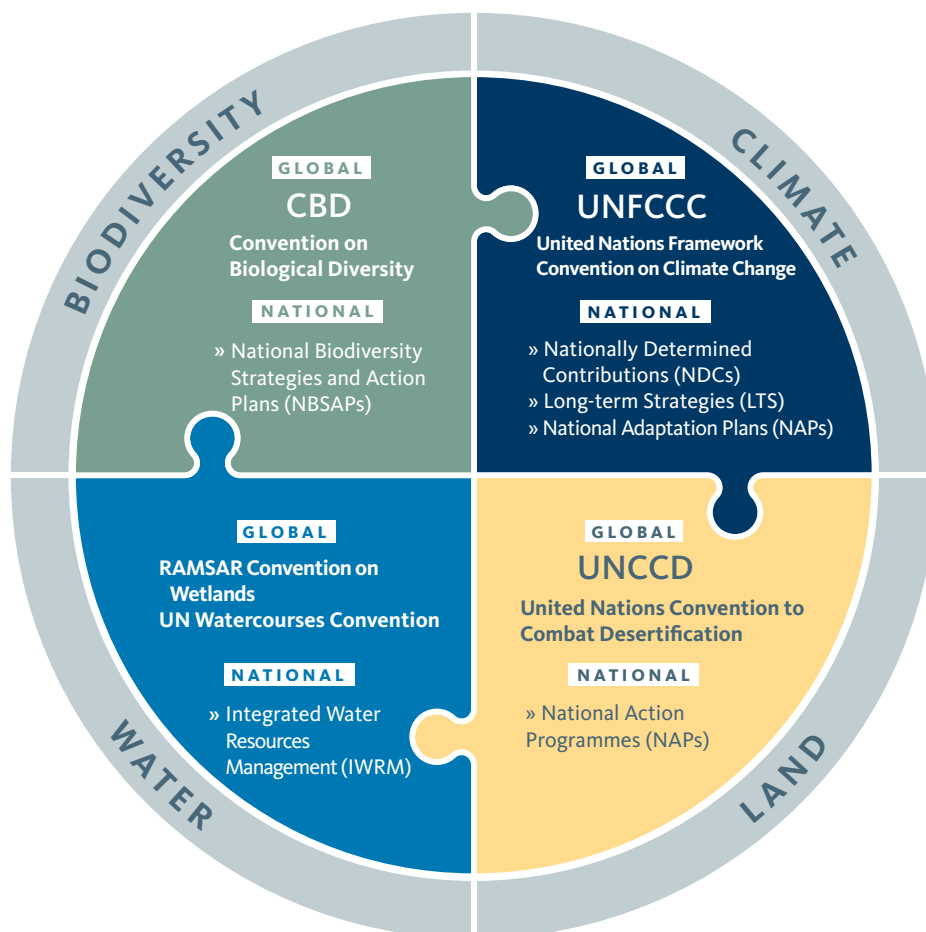 BIODIVERSITY
GLOBAL
CBD
Convention on
Biological Diversity
NATIONAL
» National Biodiversity
Strategies and Action
Plans (NBSAPs)
CLIMATE
GLOBAL
UNFCCC
United Nations Framework
Convention on Climate Change
NATIONAL
» Nationally Determined
Contributions (NDCs)
» Long-term Strategies (LTS)
» National Adaptation Plans (NAPs)
WATER
GLOBAL
RAMSAR Convention on
Wetlands
UN Watercourses Convention
NATIONAL
» Integrated Water
Resources
Management (IWRM)
LAND
GLOBAL
UNCCD
United Nations Convention to
Combat Desertification
NATIONAL
» National Action
Programmes (NAPs)